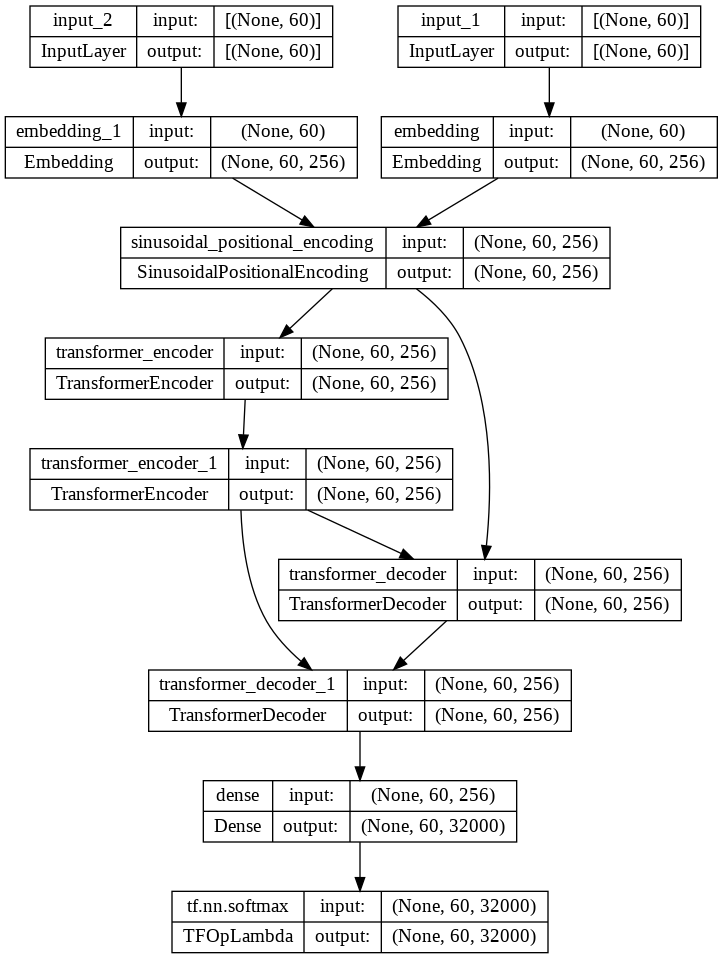 input_2 input: [(None, 60)]
InputLayer output: [(None, 60)]
input_1 input: [(None, 60)]
InputLayer output: [(None, 60)]
embedding_1 input: (None, 60)
Embedding output: (None, 60, 256)
embedding input: (None, 60)
Embedding output: (None, 60, 256)
sinusoidal_positional_encoding input: (None, 60, 256)
SinusoidalPositionalEncoding output: (None, 60, 256)
transformer_encoder input: (None, 60, 256)
TransformerEncoder output: (None, 60, 256)
transformer_encoder_1 input: (None, 60, 256)
TransformerEncoder output: (None, 60, 256)
transformer_decoder input: (None, 60, 256)
TransformerDecoder output: (None, 60, 256)
transformer_decoder_1 input: (None, 60, 256)
TransformerDecoder output: (None, 60, 256)
dense input: (None, 60, 256)
Dense output: (None, 60, 32000)
tf.nn.softmax input: (None, 60, 32000)
TFOpLambda output: (None, 60, 32000)